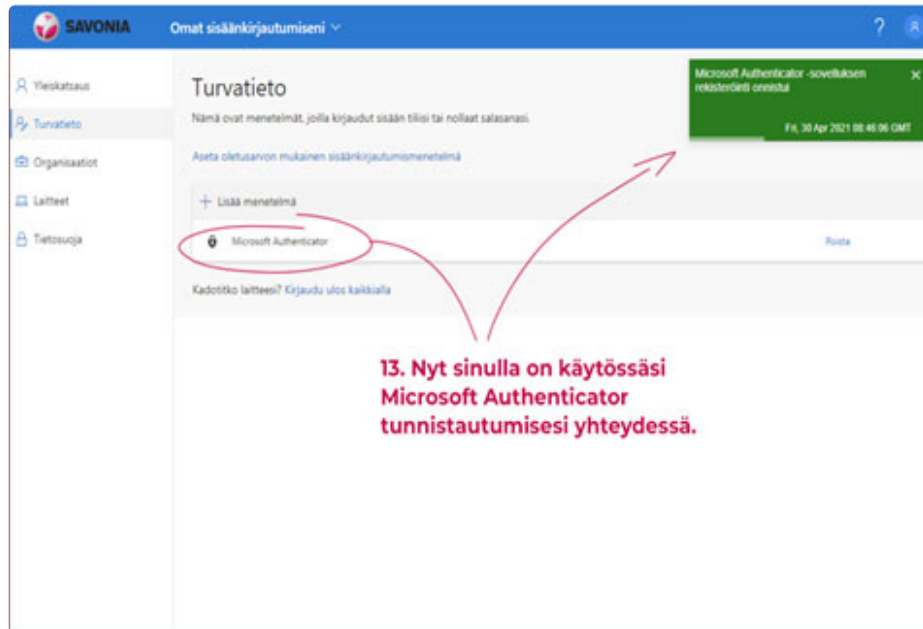 SAVONIA
Omat sisäänkirjautumiseni
?
Yleiskatsaus
Turvatieto
Organisaatiot
Laitteet
Tietosuoja
Turvatieto
Nämä ovat menetelmät, joilla kirjaudut sisään tiliisi tai nollaat salasanasi.
Aseta oletusarvon mukainen sisäänkirjautumismenetelmä
+ Lisää menetelmä
Microsoft Authenticator
Poista
Kadotitko laitteesi? Kirjaudu ulos kaikkialla
Microsoft Authenticator -sovelluksen
rekisteröinti onnistui
Fri, 30 Apr 2021 08:46:06 GMT
13. Nyt sinulla on käytössäsi
Microsoft Authenticator
tunnistautumisesi yhteydessä.